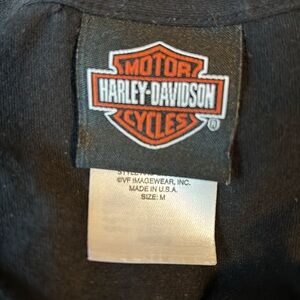 MOTOR
HARLEY-DAVIDSON
CYCLES
®
©VF IMAGEWEAR, INC.
MADE IN U.S.A.
SIZE: M